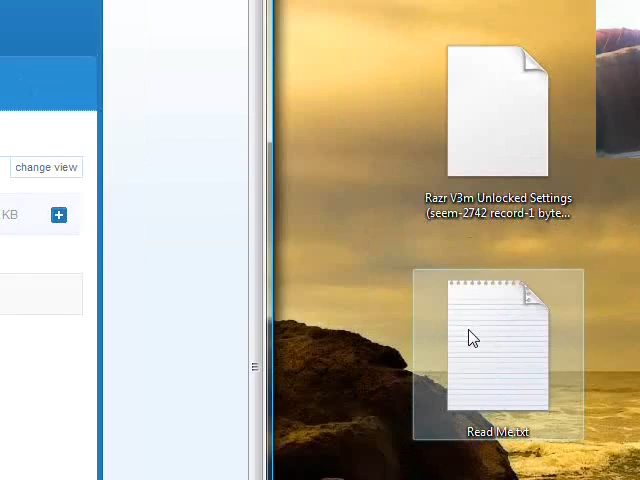 change view
KB
Razr V3m Unlocked Settings
(seem-2742 record-1 byte...
Read Me.txt